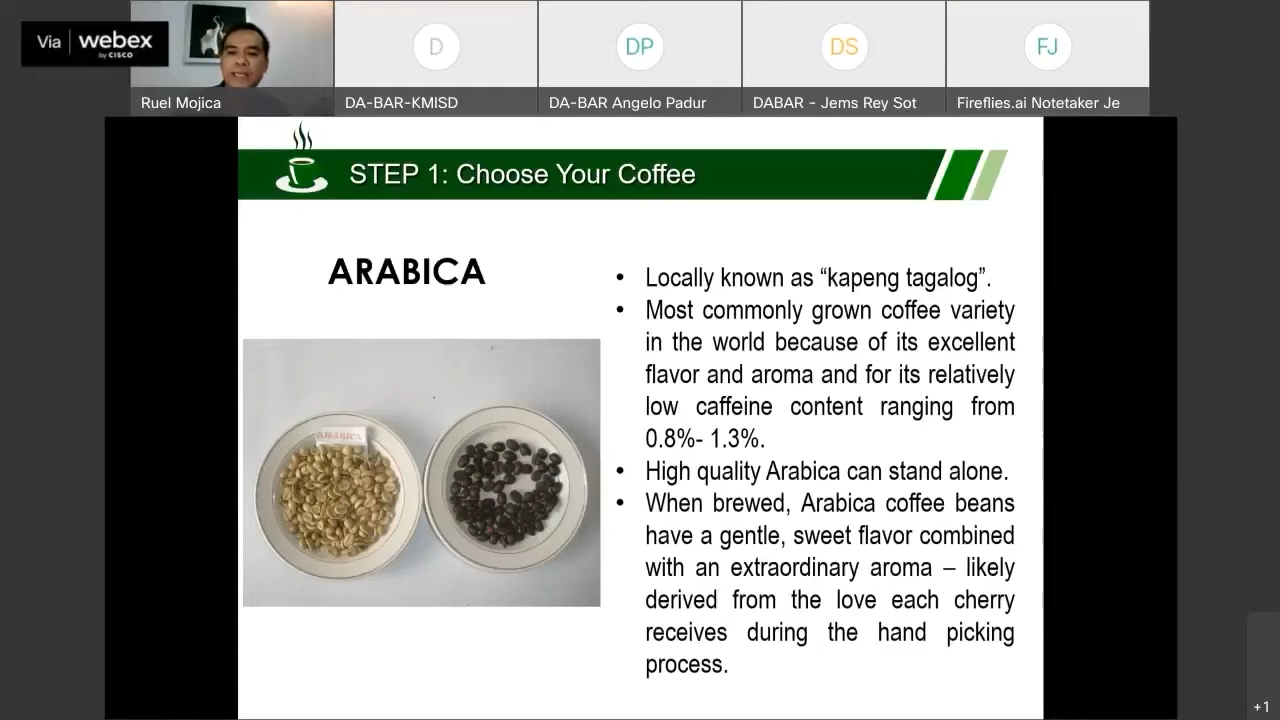 Via webex
by CISCO
Ruel Mojica
DA-BAR-KMISD
DA-BAR Angelo Padur
DABAR - Jems Rey Sot
Fireflies.ai Notetaker Je
D
DP
DS
FJ
STEP 1: Choose Your Coffee
ARABICA
ARABICA
• Locally known as “kapeng tagalog”.
• Most commonly grown coffee variety
in the world because of its excellent
flavor and aroma and for its relatively
low caffeine content ranging from
0.8%- 1.3%.
• High quality Arabica can stand alone.
• When brewed, Arabica coffee beans
have a gentle, sweet flavor combined
with an extraordinary aroma – likely
derived from the love each cherry
receives during the hand picking
process.
+1